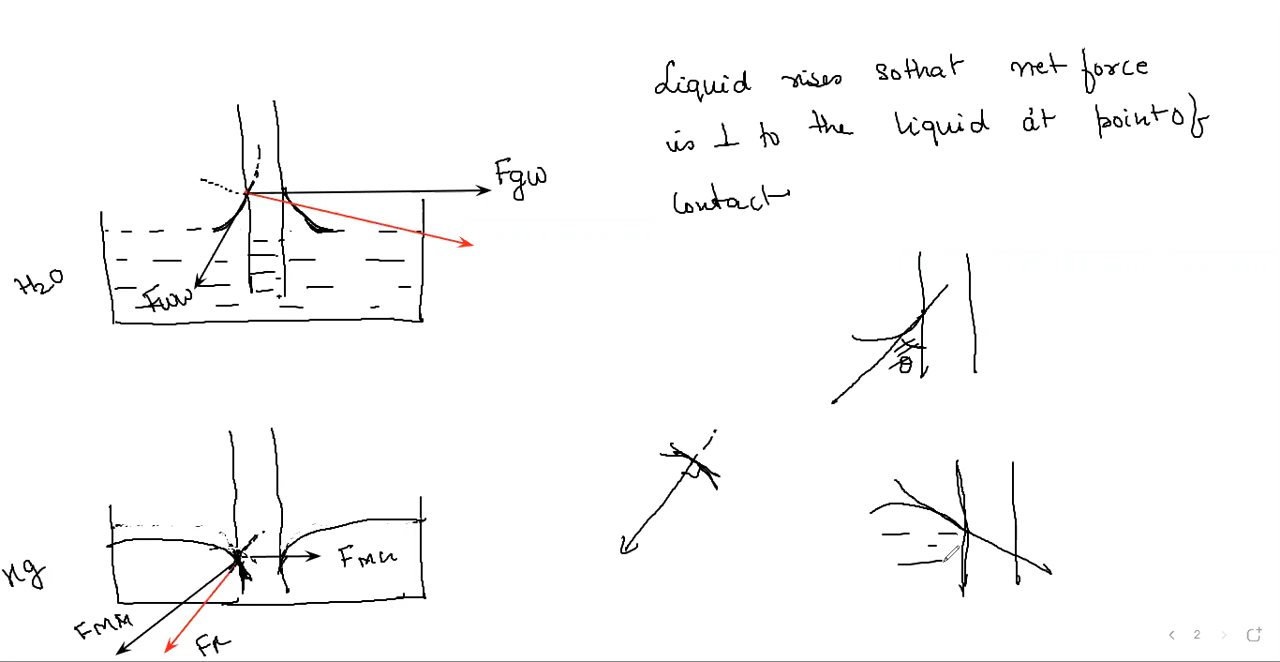 Liquid rises sothat net force
is ⊥ to the liquid at point of
contact
Fgw
H2O
Fww
θ
Hg
FMM
FR
2